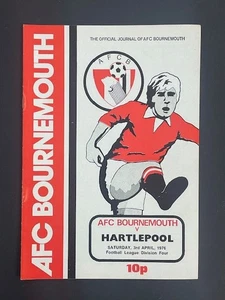 THE OFFICIAL JOURNAL OF AFC BOURNEMOUTH
AFC BOURNEMOUTH
AFCB
AFC BOURNEMOUTH
v
HARTLEPOOL
SATURDAY, 3rd APRIL, 1976
Football League Division Four
10p